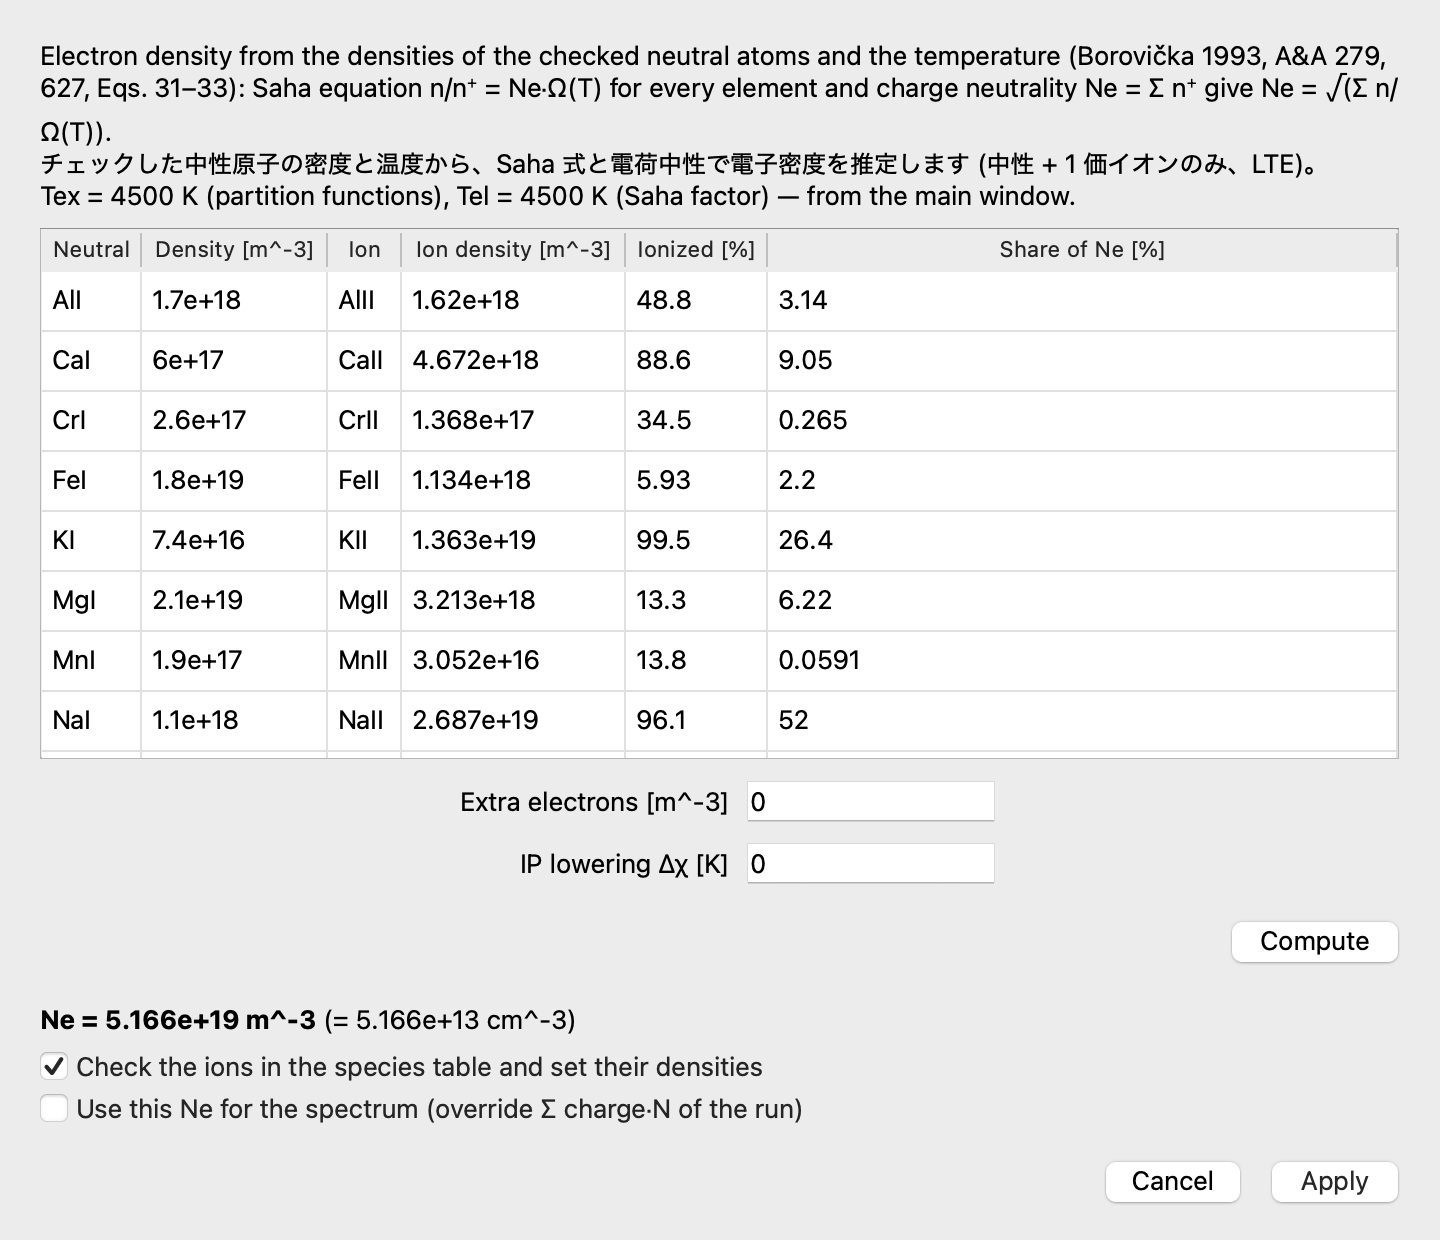 Electron density from the densities of the checked neutral atoms and the temperature (Borovička 1993, A&A 279,
627, Eqs. 31–33): Saha equation n/n⁺ = Ne·Ω(T) for every element and charge neutrality Ne = Σ n⁺ give Ne = √(Σ n/
Ω(T)).
チェックした中性原子の密度と温度から、Saha 式と電荷中性で電子密度を推定します (中性 + 1 価イオンのみ、LTE)。
Tex = 4500 K (partition functions), Tel = 4500 K (Saha factor) — from the main window.
Neutral Density [m^-3] Ion Ion density [m^-3] Ionized [%] Share of Ne [%]
AlI 1.7e+18 AlII 1.62e+18 48.8 3.14
CaI 6e+17 CaII 4.672e+18 88.6 9.05
CrI 2.6e+17 CrII 1.368e+17 34.5 0.265
FeI 1.8e+19 FeII 1.134e+18 5.93 2.2
KI 7.4e+16 KII 1.363e+19 99.5 26.4
MgI 2.1e+19 MgII 3.213e+18 13.3 6.22
MnI 1.9e+17 MnII 3.052e+16 13.8 0.0591
NaI 1.1e+18 NaII 2.687e+19 96.1 52
Extra electrons [m^-3] 0
IP lowering Δχ [K] 0
Compute
Ne = 5.166e+19 m^-3 (= 5.166e+13 cm^-3)
Check the ions in the species table and set their densities
Use this Ne for the spectrum (override Σ charge·N of the run)
Cancel Apply